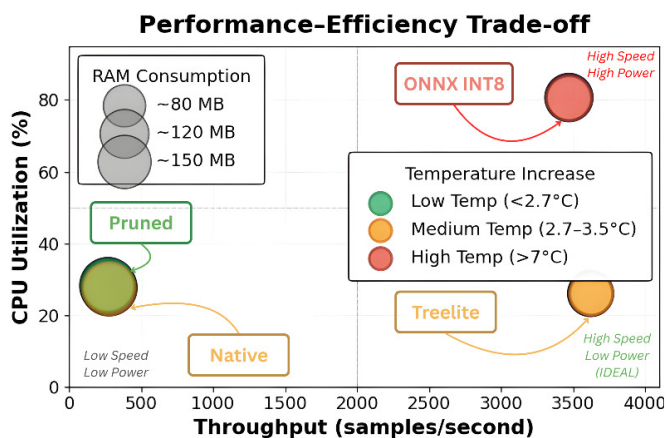 Performance–Efficiency Trade-off
High Speed
High Power
RAM Consumption
~80 MB
~120 MB
~150 MB
ONNX INT8
Temperature Increase
Low Temp (<2.7°C)
Medium Temp (2.7–3.5°C)
High Temp (>7°C)
Pruned
Native
Treelite
Low Speed
Low Power
High Speed
Low Power
(IDEAL)
CPU Utilization (%)
80
60
40
20
0
0 500 1000 1500 2000 2500 3000 3500 4000
Throughput (samples/second)